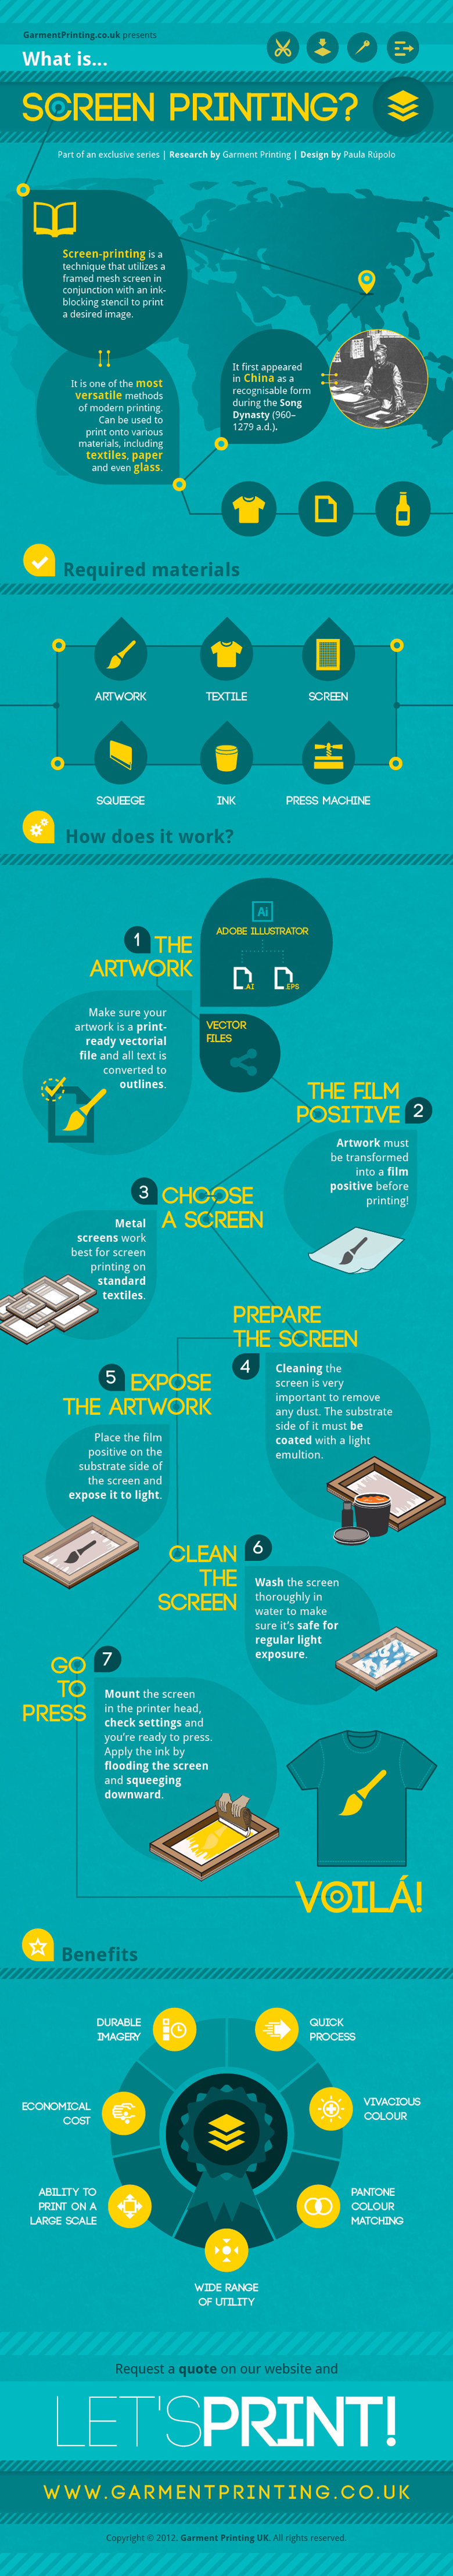 GarmentPrinting.co.uk presents
What is...
SCREEN PRINTING?
Part of an exclusive series | Research by Garment Printing | Design by Paula Rúpolo
Screen-printing is a
technique that utilizes a
framed mesh screen in
conjunction with an ink-
blocking stencil to print
a desired image.
It is one of the most
versatile methods
of modern printing.
Can be used to
print onto various
materials, including
textiles, paper
and even glass.
It first appeared
in China as a
recognisable form
during the Song
Dynasty (960–
1279 a.d.).
Required materials
ARTWORK
TEXTILE
SCREEN
SQUEEGE
INK
PRESS MACHINE
How does it work?
1 THE
ARTWORK
Ai
ADOBE ILLUSTRATOR
.AI
.EPS
VECTOR
FILES
Make sure your
artwork is a print-
ready vectorial
file and all text is
converted to
outlines.
THE FILM
POSITIVE 2
Artwork must
be transformed
into a film
positive before
printing!
3 CHOOSE
A SCREEN
Metal
screens work
best for screen
printing on
standard
textiles.
PREPARE
THE SCREEN
4
Cleaning the
screen is very
important to remove
any dust. The substrate
side of it must be
coated with a light
emultion.
5 EXPOSE
THE ARTWORK
Place the film
positive on the
substrate side of
the screen and
expose it to light.
CLEAN 6
THE
SCREEN
Wash the screen
thoroughly in
water to make
sure it's safe for
regular light
exposure.
GO 7
TO
PRESS
Mount the screen
in the printer head,
check settings and
you're ready to press.
Apply the ink by
flooding the screen
and squeeging
downward.
VOILÁ!
Benefits
DURABLE
IMAGERY
QUICK
PROCESS
ECONOMICAL
COST
VIVACIOUS
COLOUR
ABILITY TO
PRINT ON A
LARGE SCALE
PANTONE
COLOUR
MATCHING
WIDE RANGE
OF UTILITY
Request a quote on our website and
LET'SPRINT!
WWW.GARMENTPRINTING.CO.UK
Copyright © 2012. Garment Printing UK. All rights reserved.